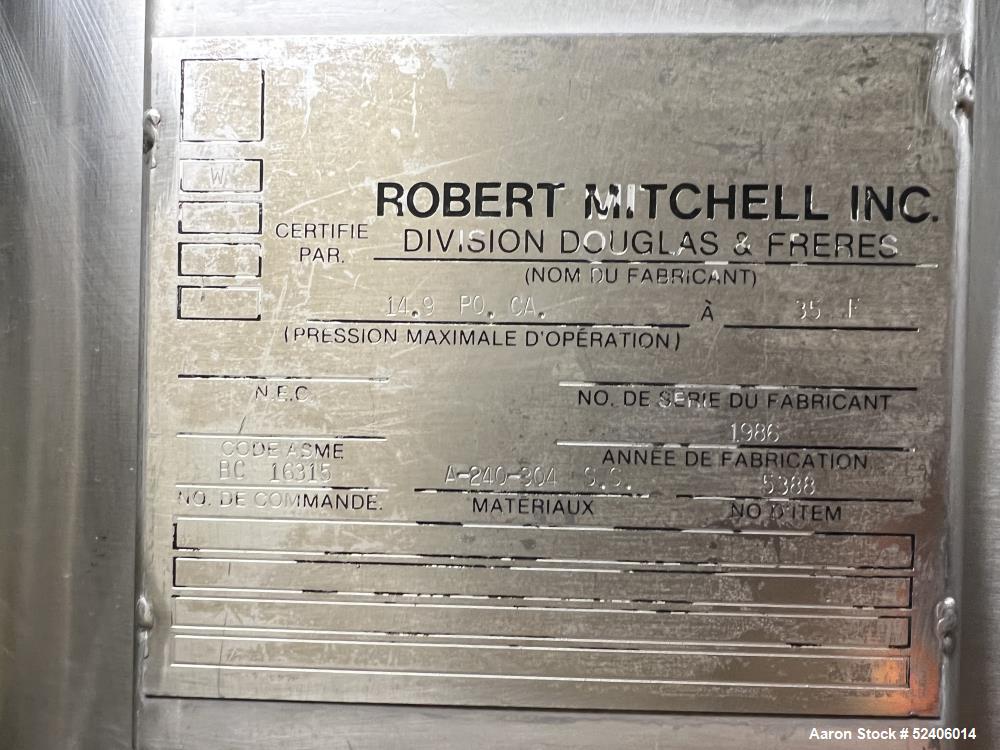 W
ROBERT MITCHELL INC.
CERTIFIE PAR. DIVISION DOUGLAS & FRERES
(NOM DU FABRICANT)
14.9 PO. CA. À 35 F
(PRESSION MAXIMALE D'OPÉRATION)
N.E.C.
NO. DE SERIE DU FABRICANT
1986
CODE ASME
ANNÉE DE FABRICATION
BC 16315 A-240-304 S.S. 5388
NO. DE COMMANDE. MATÉRIAUX NO D'ITEM
Aaron Stock # 52406014